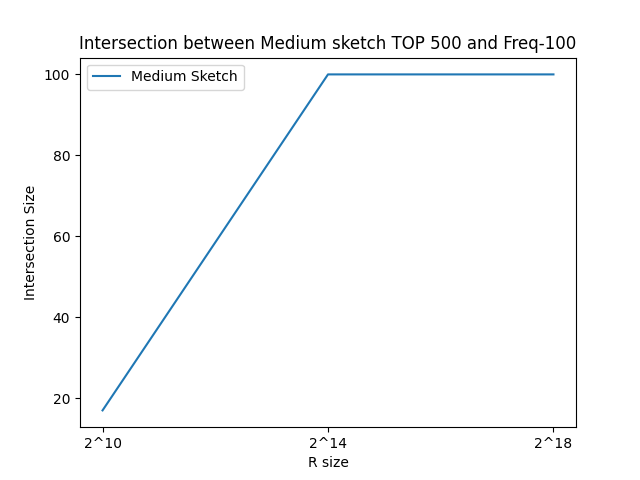 Intersection between Medium sketch TOP 500 and Freq-100
Medium Sketch
100
80
60
40
20
Intersection Size
2^10
2^14
2^18
R size